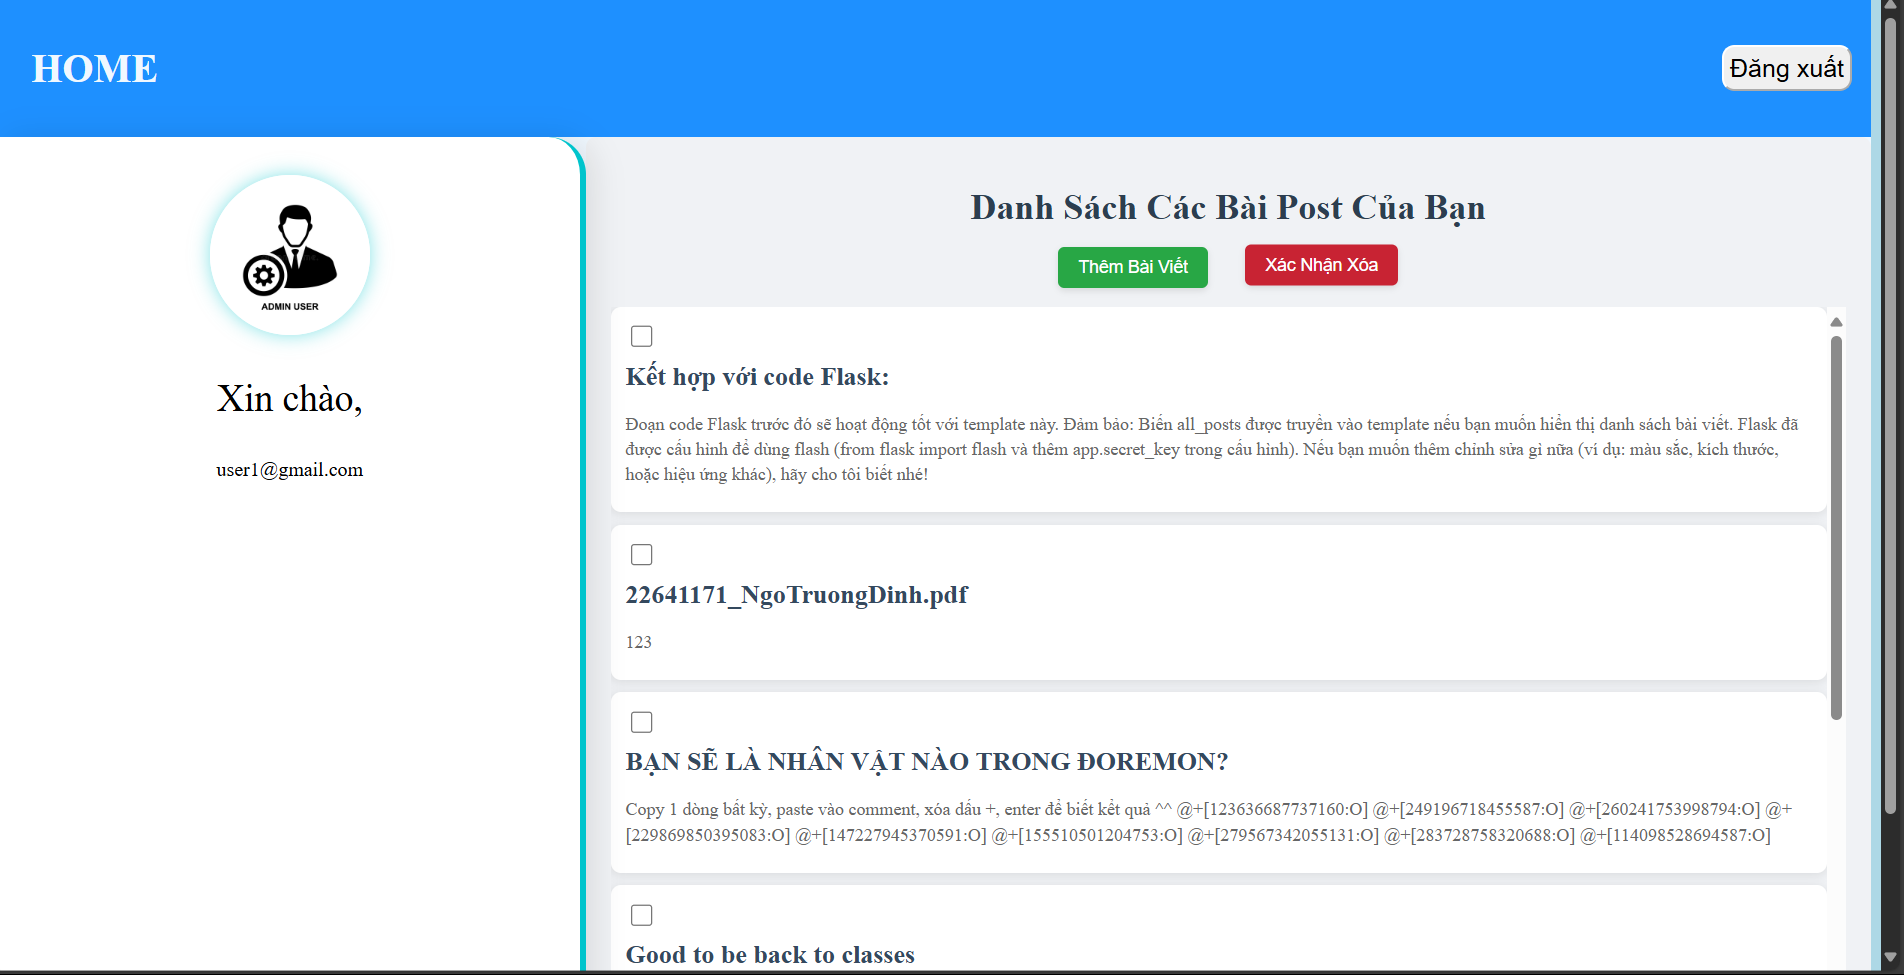 HOME
Đăng xuất
ADMIN USER
Xin chào,
user1@gmail.com
Danh Sách Các Bài Post Của Bạn
Thêm Bài Viết
Xác Nhận Xóa
Kết hợp với code Flask:
Đoạn code Flask trước đó sẽ hoạt động tốt với template này. Đảm bảo: Biến all_posts được truyền vào template nếu bạn muốn hiển thị danh sách bài viết. Flask đã
được cấu hình để dùng flash (from flask import flash và thêm app.secret_key trong cấu hình). Nếu bạn muốn thêm chỉnh sửa gì nữa (ví dụ: màu sắc, kích thước,
hoặc hiệu ứng khác), hãy cho tôi biết nhé!
22641171_NgoTruongDinh.pdf
123
BẠN SẼ LÀ NHÂN VẬT NÀO TRONG ĐOREMON?
Copy 1 dòng bất kỳ, paste vào comment, xóa dấu +, enter để biết kết quả ^^ @+[123636687737160:O] @+[249196718455587:O] @+[260241753998794:O] @+
[229869850395083:O] @+[147227945370591:O] @+[155510501204753:O] @+[279567342055131:O] @+[283728758320688:O] @+[114098528694587:O]
Good to be back to classes